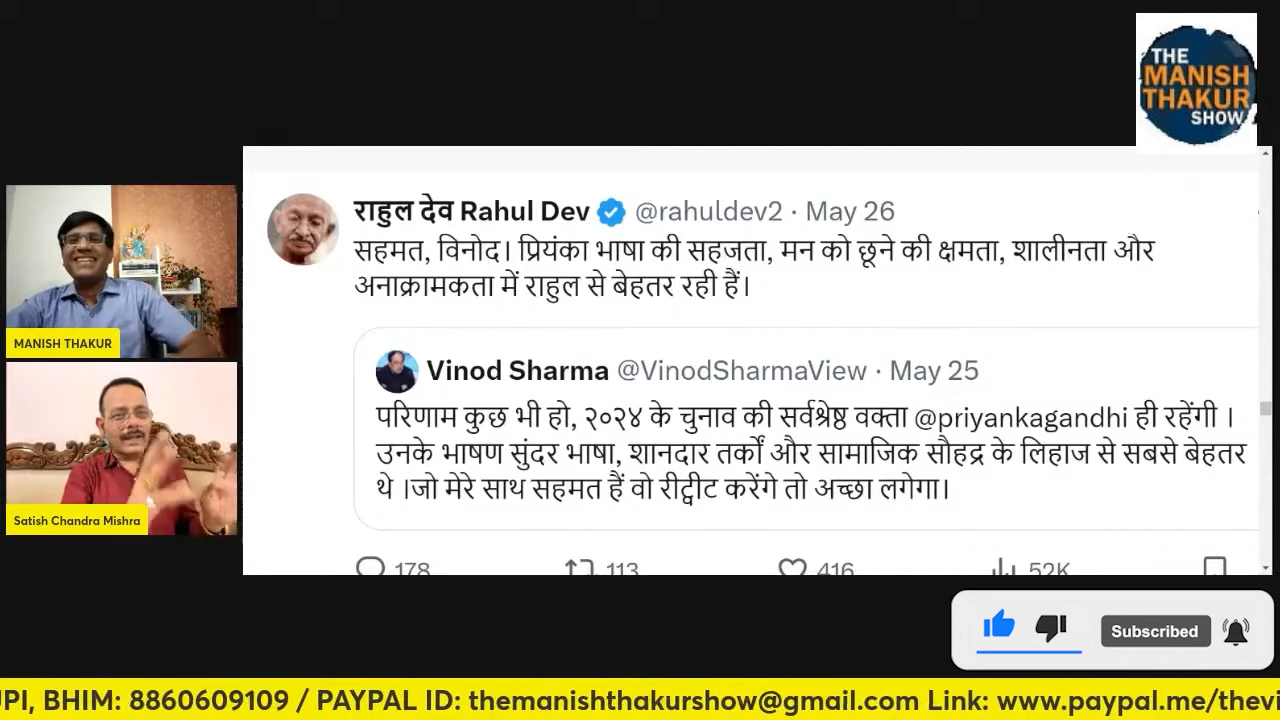 THE
MANISH
THAKUR
SHOW
राहुल देव Rahul Dev @rahuldev2 · May 26
सहमत, विनोद। प्रियंका भाषा की सहजता, मन को छूने की क्षमता, शालीनता और
अनाक्रामकता में राहुल से बेहतर रही हैं।
Vinod Sharma @VinodSharmaView · May 25
परिणाम कुछ भी हो, २०२४ के चुनाव की सर्वश्रेष्ठ वक्ता @priyankagandhi ही रहेंगी ।
उनके भाषण सुंदर भाषा, शानदार तर्कों और सामाजिक सौहद्र के लिहाज से सबसे बेहतर
थे ।जो मेरे साथ सहमत हैं वो रीट्वीट करेंगे तो अच्छा लगेगा।
178 113 416 52K
MANISH THAKUR
Satish Chandra Mishra
Subscribed
UPI, BHIM: 8860609109 / PAYPAL ID: themanishthakurshow@gmail.com Link: www.paypal.me/thevi